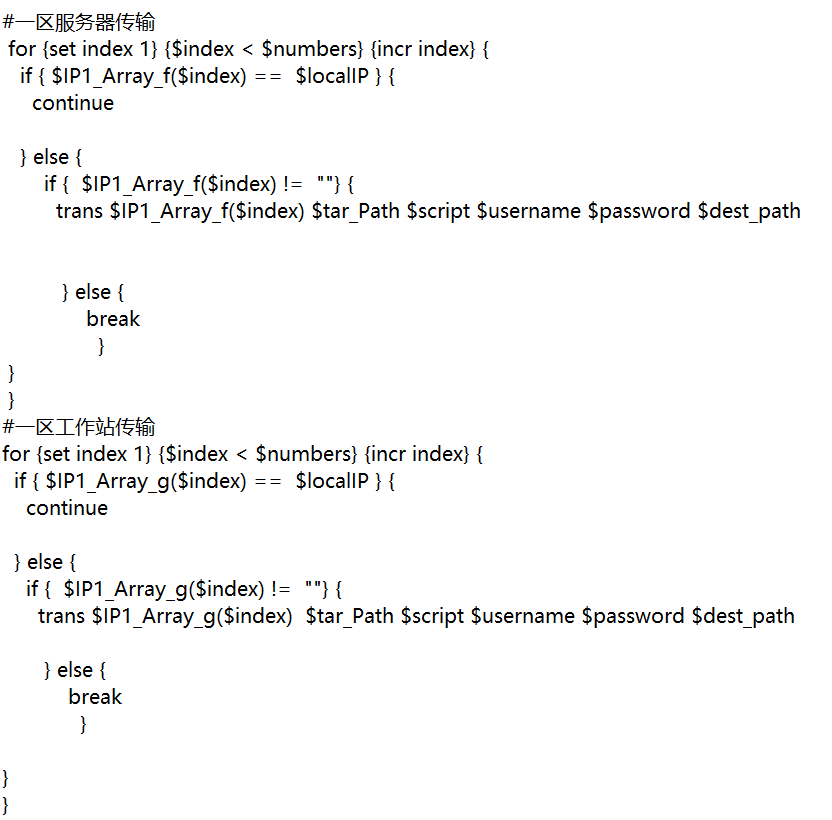 #一区服务器传输
for {set index 1} {$index < $numbers} {incr index} {
if { $IP1_Array_f($index) ==  $localIP } {
continue
} else {
if {  $IP1_Array_f($index) !=  ""} {
trans $IP1_Array_f($index) $tar_Path $script $username $password $dest_path
} else {
break
}
}
}
#一区工作站传输
for {set index 1} {$index < $numbers} {incr index} {
if { $IP1_Array_g($index) ==  $localIP } {
continue
} else {
if {  $IP1_Array_g($index) !=  ""} {
trans $IP1_Array_g($index)  $tar_Path $script $username $password $dest_path
} else {
break
}
}
}